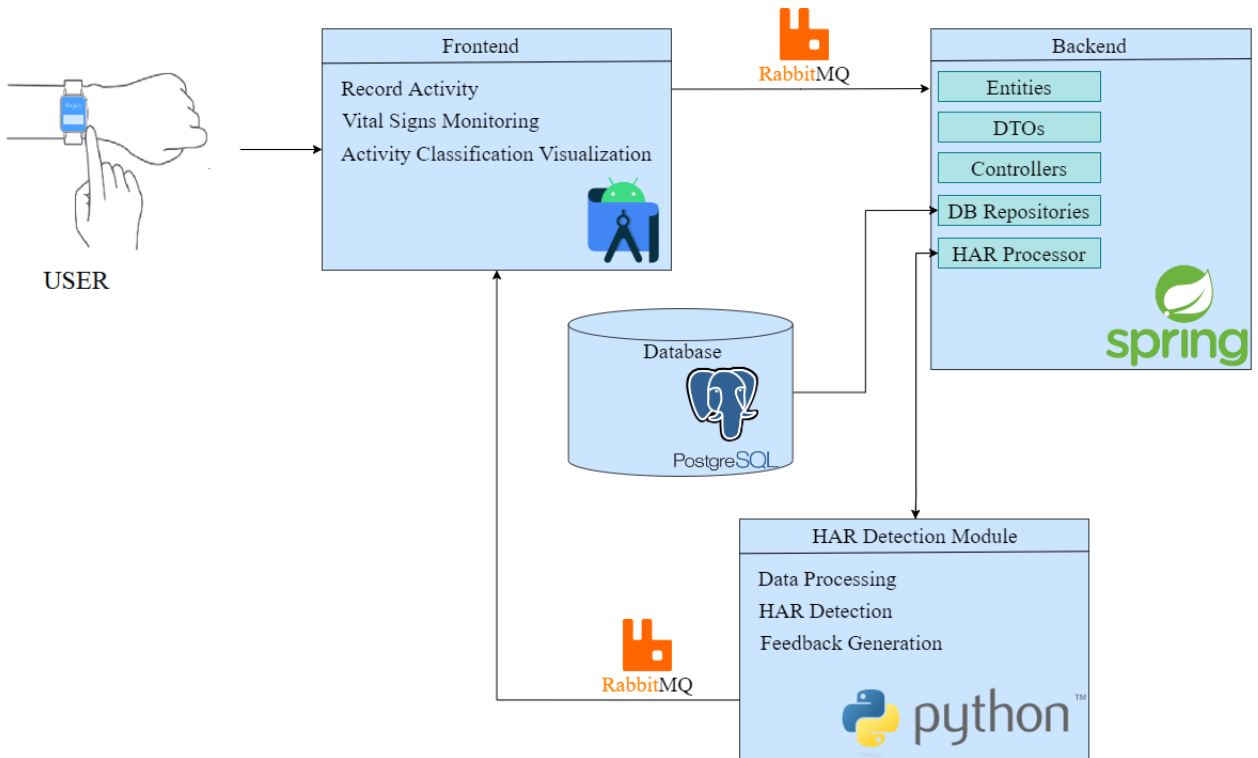 USER
Frontend
Record Activity
Vital Signs Monitoring
Activity Classification Visualization
RabbitMQ
Backend
Entities
DTOs
Controllers
DB Repositories
HAR Processor
spring
Database
PostgreSQL
HAR Detection Module
Data Processing
HAR Detection
Feedback Generation
python™
RabbitMQ